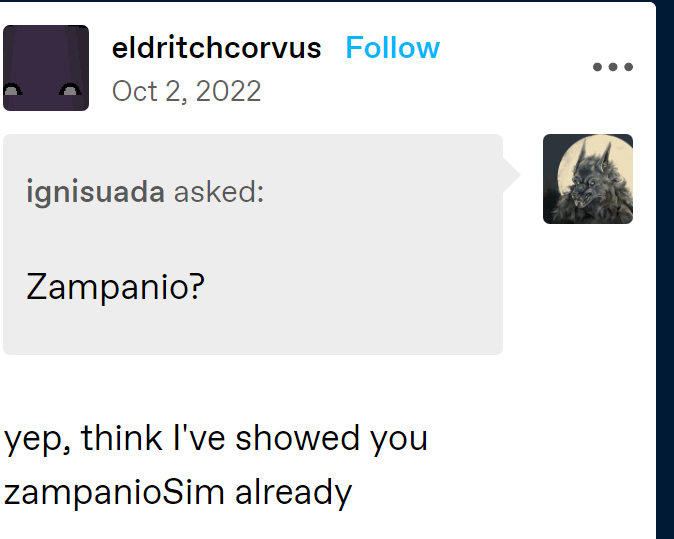 eldritchcorvus Follow
Oct 2, 2022
ignisuada asked:
Zampanio?
yep, think I've showed you
zampanioSim already